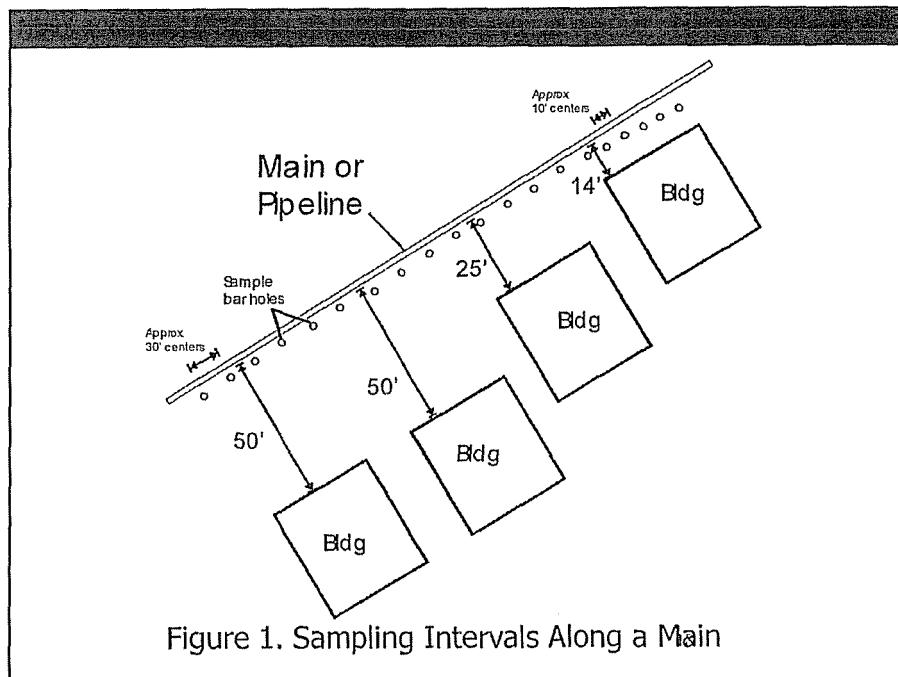 Approx
10' centers
Main or
Pipeline
14'
Bldg
25'
Sample
bar holes
Bldg
Approx
30' centers
50'
50'
Bldg
Bldg
Figure 1. Sampling Intervals Along a Main